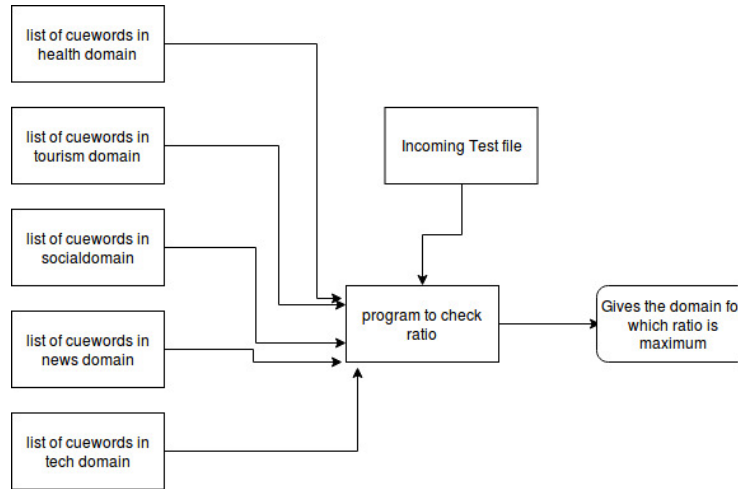 list of cuewords in
health domain
list of cuewords in
tourism domain
Incoming Test file
list of cuewords in
socialdomain
program to check
ratio
Gives the domain fo
which ratio is
maximum
list of cuewords in
news domain
list of cuewords in
tech domain